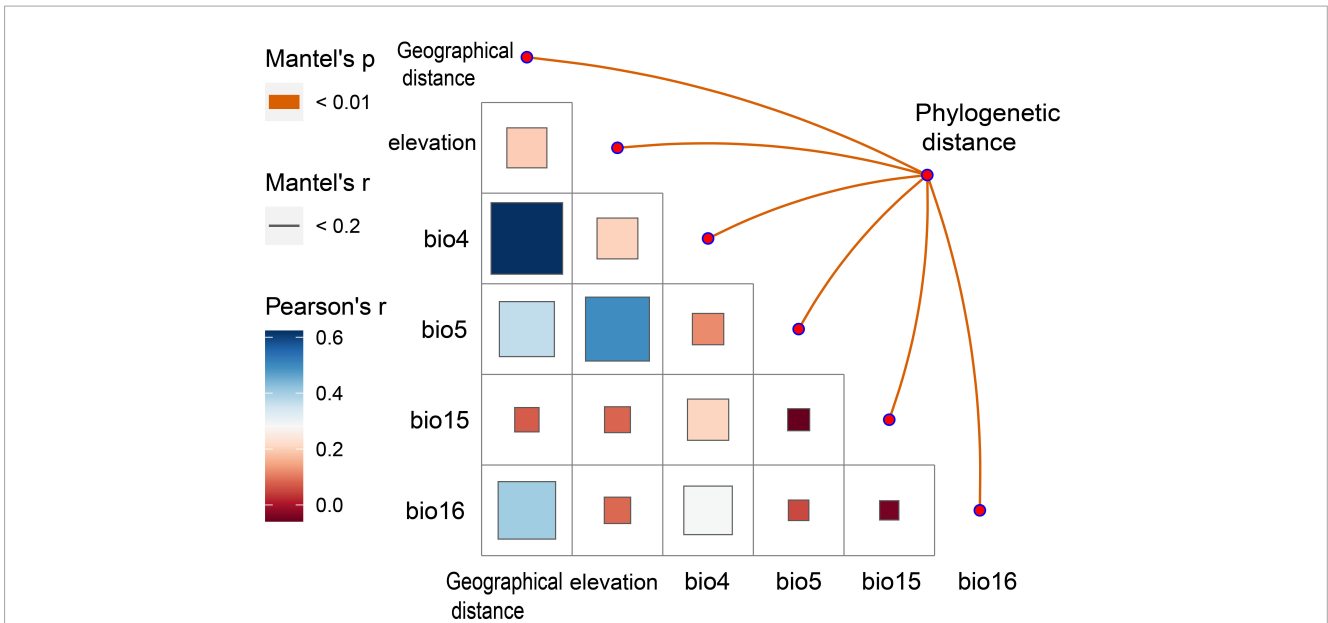 Mantel's p
< 0.01
Mantel's r
< 0.2
Pearson's r
0.6
0.4
0.2
0.0
Geographical
distance
elevation
bio4
bio5
bio15
bio16
Phylogenetic
distance
Geographical
distance
elevation
bio4
bio5
bio15
bio16